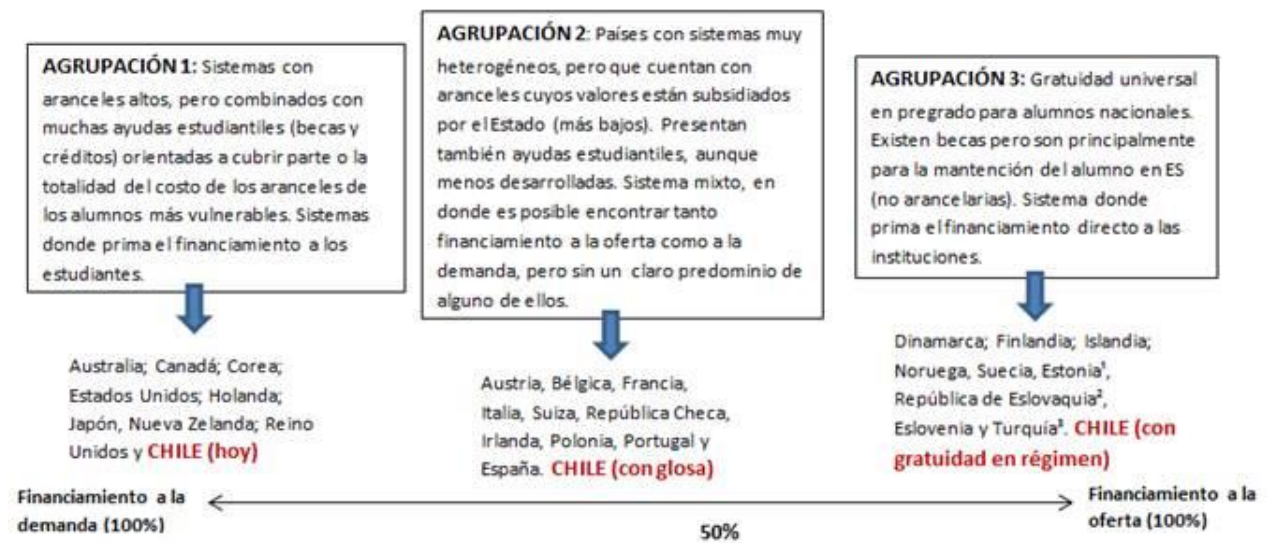 AGRUPACIÓN 1: Sistemas con
aranceles altos, pero combinados con
muchas ayudas estudiantiles (becas y
créditos) orientadas a cubrir parte o la
totalidad del costo de los aranceles de
los alumnos más vulnerables. Sistemas
donde prima el financiamiento a los
estudiantes.
AGRUPACIÓN 2: Países con sistemas muy
heterogéneos, pero que cuentan con
aranceles cuyos valores están subsidiados
por el Estado (más bajos). Presentan
también ayudas estudiantiles, aunque
menos desarrolladas. Sistema mixto, en
donde es posible encontrar tanto
financiamiento a la oferta como a la
demanda, pero sin un claro predominio de
alguno de ellos.
AGRUPACIÓN 3: Gratuidad universal
en pregrado para alumnos nacionales.
Existen becas pero son principalmente
para la mantención del alumno en ES
(no arancelarias). Sistema donde
prima el financiamiento directo a las
instituciones.
Australia; Canadá; Corea;
Estados Unidos; Holanda;
Japón, Nueva Zelanda; Reino
Unidos y CHILE (hoy)
Austria, Bélgica, Francia,
Italia, Suiza, República Checa,
Irlanda, Polonia, Portugal y
España. CHILE (con glosa)
Dinamarca; Finlandia; Islandia;
Noruega, Suecia, Estonia¹,
República de Eslovaquia²,
Eslovenia y Turquía³. CHILE (con
gratuidad en régimen)
Financiamiento a la
demanda (100%)
50%
Financiamiento a la
oferta (100%)